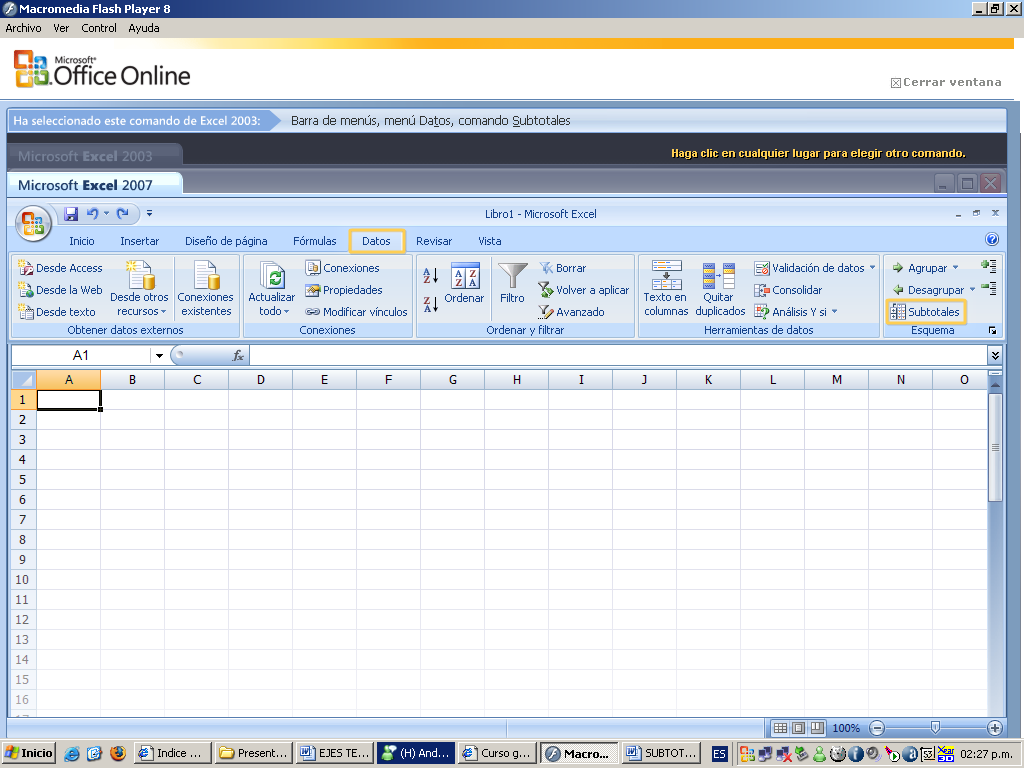 Macromedia Flash Player 8
Archivo Ver Control Ayuda
Microsoft®
Office Online
Cerrar ventana
Ha seleccionado este comando de Excel 2003: Barra de menús, menú Datos, comando Subtotales
Microsoft Excel 2003
Haga clic en cualquier lugar para elegir otro comando.
Microsoft Excel 2007
Libro1 - Microsoft Excel
Inicio Insertar Diseño de página Fórmulas Datos Revisar Vista
Desde Access
Desde la Web
Desde texto
Desde otros
recursos
Conexiones
existentes
Obtener datos externos
Actualizar
todo
Conexiones
Propiedades
Modificar vínculos
Conexiones
Ordenar
Filtro
Borrar
Volver a aplicar
Avanzado
Ordenar y filtrar
Texto en
columnas
Quitar
duplicados
Validación de datos
Consolidar
Análisis Y si
Herramientas de datos
Agrupar
Desagrupar
Subtotales
Esquema
A1 fx
A B C D E F G H I J K L M N O
1
2
3
4
5
6
7
8
9
10
11
12
13
14
15
16
17
100%
Inicio Indice ... Present... EJES TE... (H) And... Curso g... Macro... SUBTOT... ES 02:27 p.m.